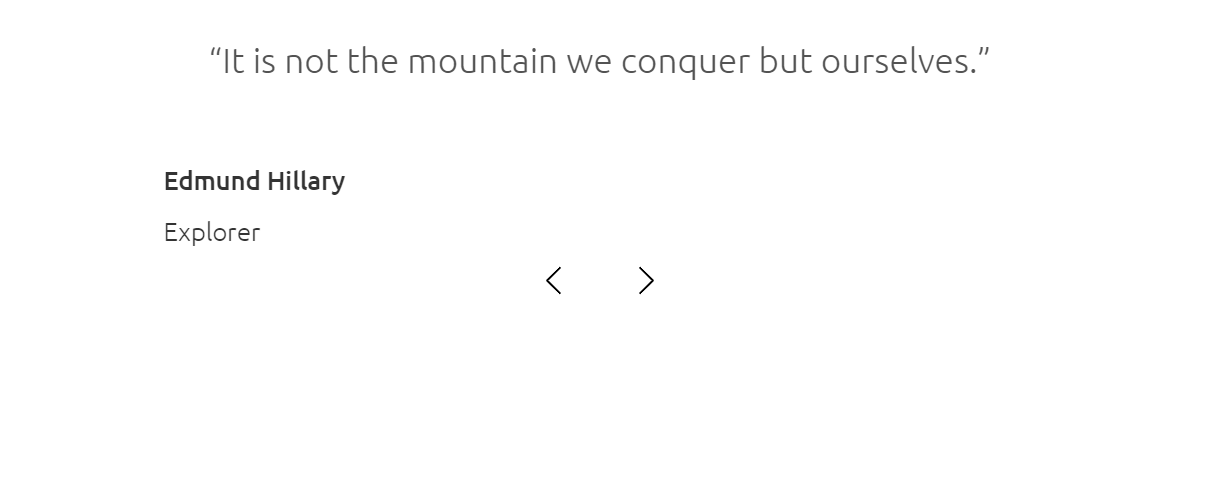 “It is not the mountain we conquer but ourselves.”
Edmund Hillary
Explorer